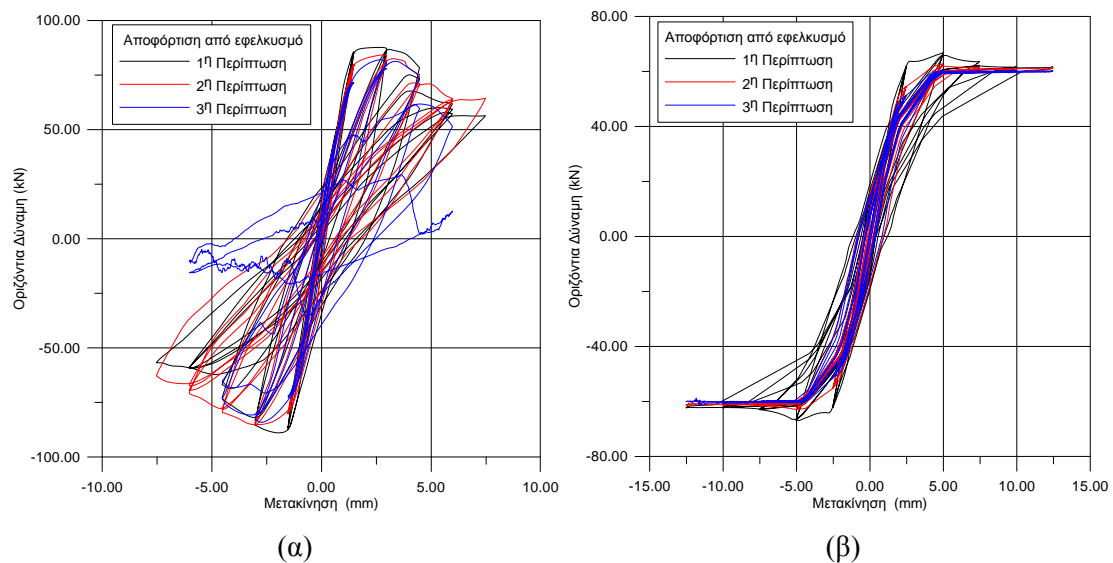 100.00
50.00
0.00
-50.00
-100.00
Οριζόντια Δύναμη (kN)
Αποφόρτιση από εφελκυσμό
1η Περίπτωση
2η Περίπτωση
3η Περίπτωση
-10.00 -5.00 0.00 5.00 10.00
Μετακίνηση (mm)
(α)
80.00
40.00
0.00
-40.00
-80.00
Οριζόντια Δύναμη (kN)
Αποφόρτιση από εφελκυσμό
1η Περίπτωση
2η Περίπτωση
3η Περίπτωση
-15.00 -10.00 -5.00 0.00 5.00 10.00 15.00
Μετακίνηση (mm)
(β)